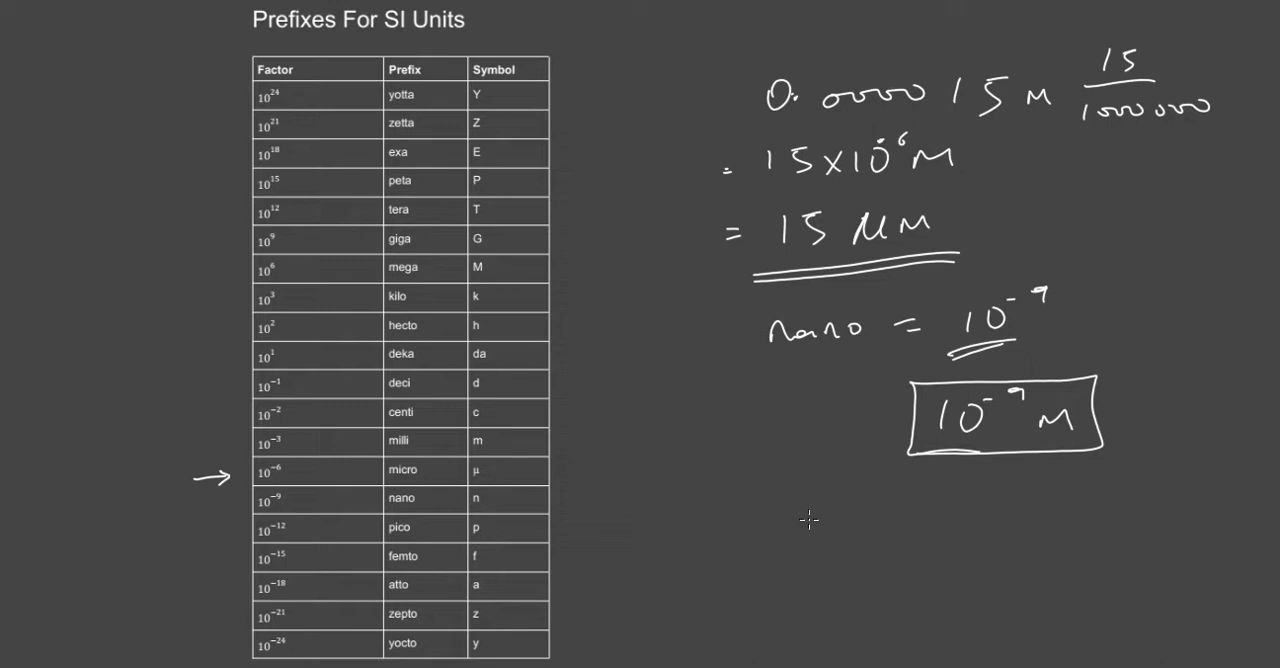 Prefixes For SI Units
Factor Prefix Symbol
10²⁴ yotta Y
10²¹ zetta Z
10¹⁸ exa E
10¹⁵ peta P
10¹² tera T
10⁹ giga G
10⁶ mega M
10³ kilo k
10² hecto h
10¹ deka da
10⁻¹ deci d
10⁻² centi c
10⁻³ milli m
→ 10⁻⁶ micro μ
10⁻⁹ nano n
10⁻¹² pico p
10⁻¹⁵ femto f
10⁻¹⁸ atto a
10⁻²¹ zepto z
10⁻²⁴ yocto y
0.000015 m 15/1000000
= 15×10⁻⁶ m
= 15 μm
nano = 10⁻⁹
10⁻⁹ m